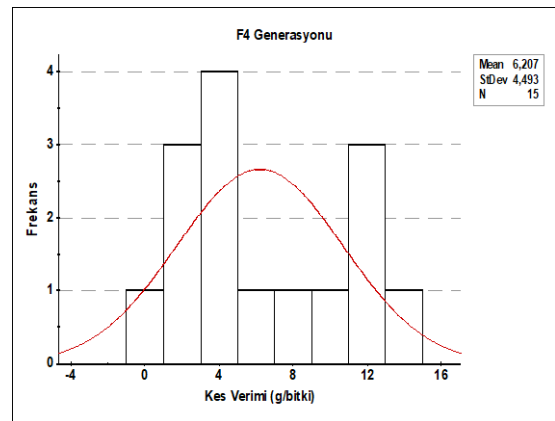 F4 Generasyonu
Mean 6,207
StDev 4,493
N 15
Frekans
4
3
2
1
0
-4 0 4 8 12 16
Kes Verimi (g/bitki)